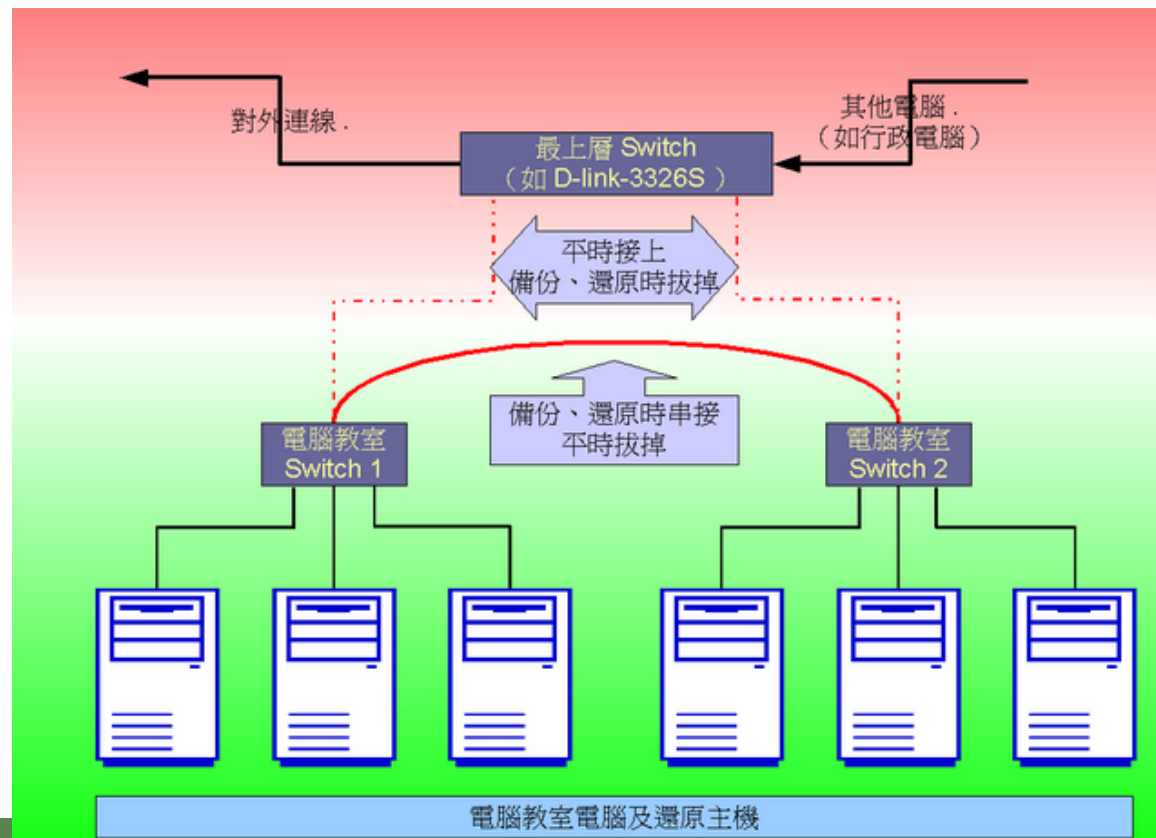 對外連線 .
其他電腦 .
（如行政電腦）
最上層 Switch
（如 D-link-3326S ）
平時接上
備份、還原時拔掉
備份、還原時串接
平時拔掉
電腦教室
Switch 1
電腦教室
Switch 2
電腦教室電腦及還原主機